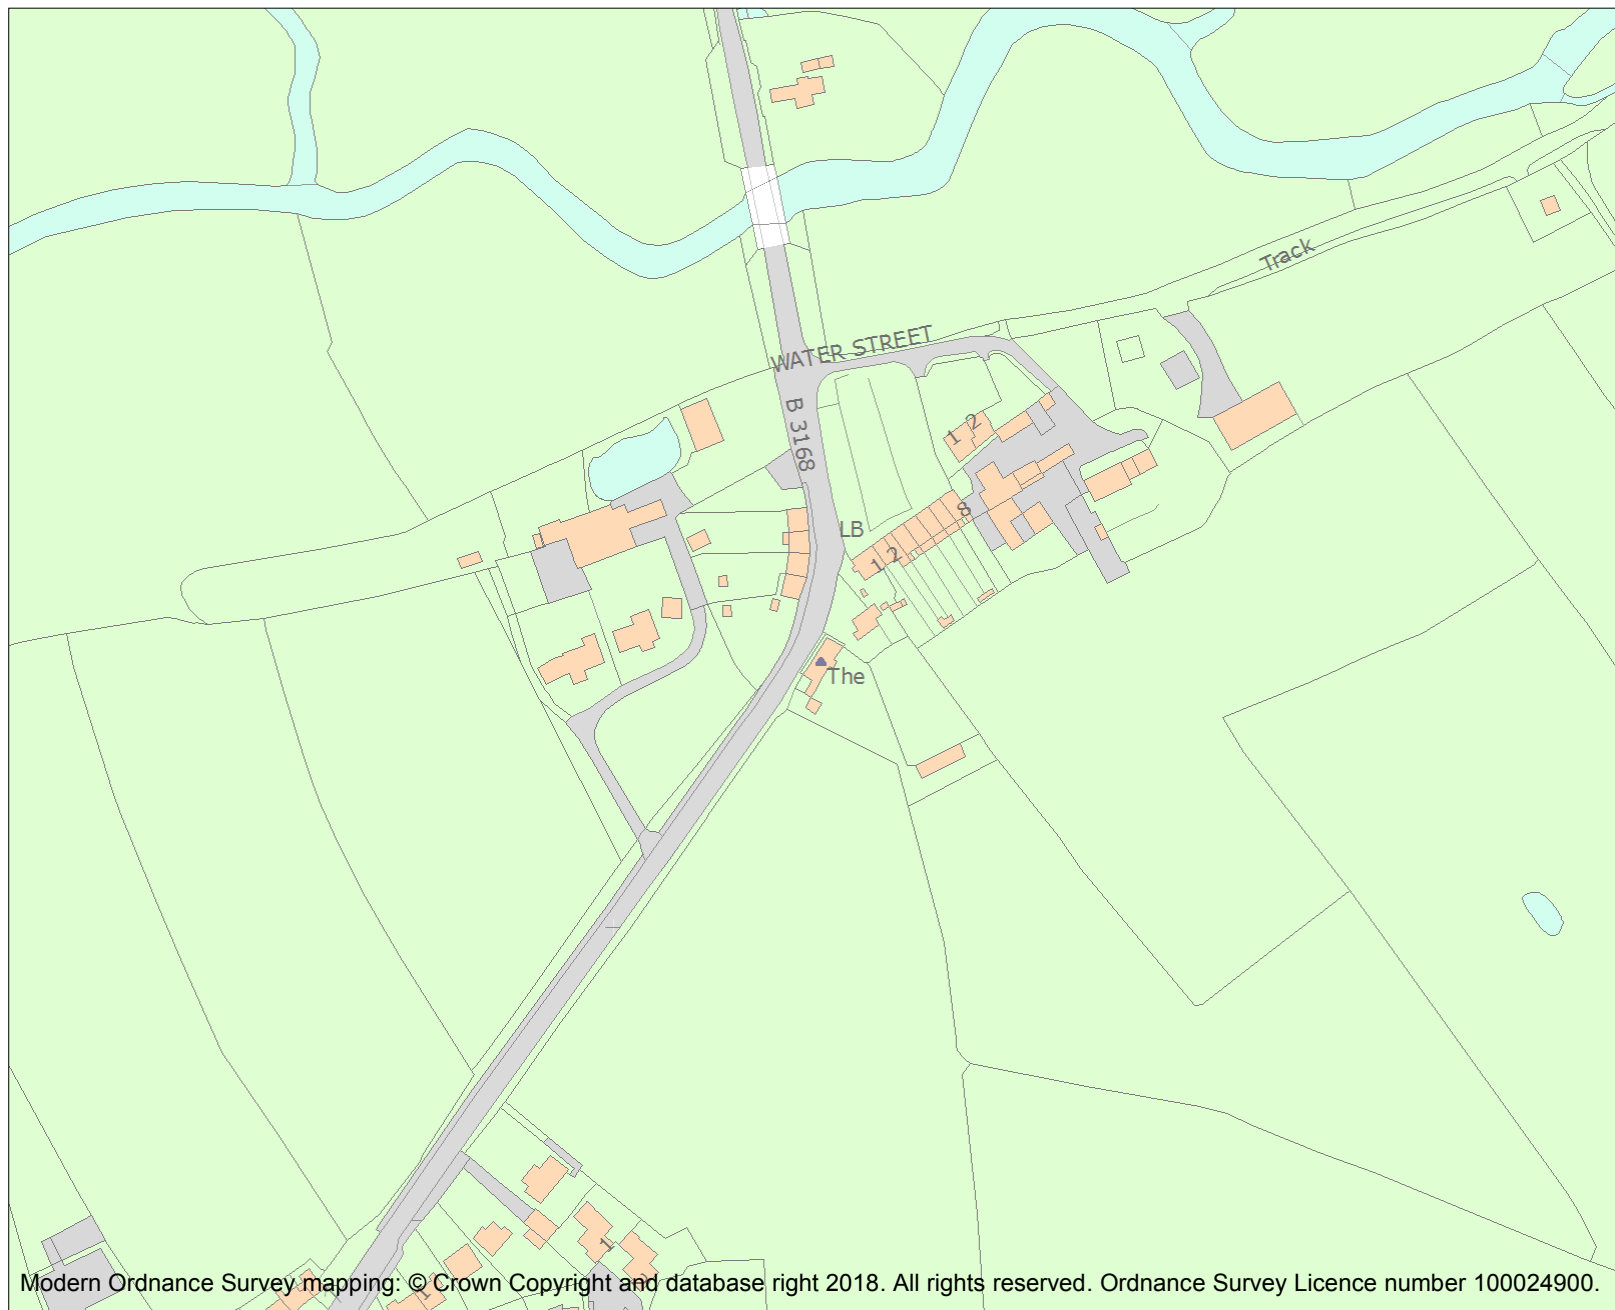 Track
WATER STREET
B 3168
1 2
8
LB
1 2
The
1
1
Modern Ordnance Survey mapping: © Crown Copyright and database right 2018. All rights reserved. Ordnance Survey Licence number 100024900.